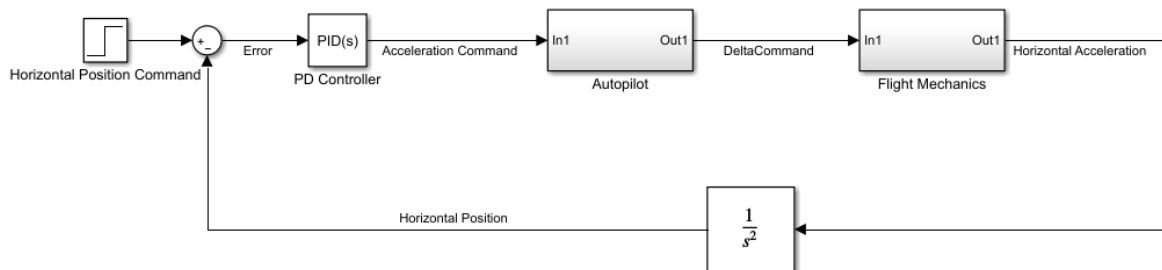 +
−
Horizontal Position Command
Error
PID(s)
PD Controller
Acceleration Command
In1 Out1
Autopilot
DeltaCommand
In1 Out1
Flight Mechanics
Horizontal Acceleration
Horizontal Position
1
s²